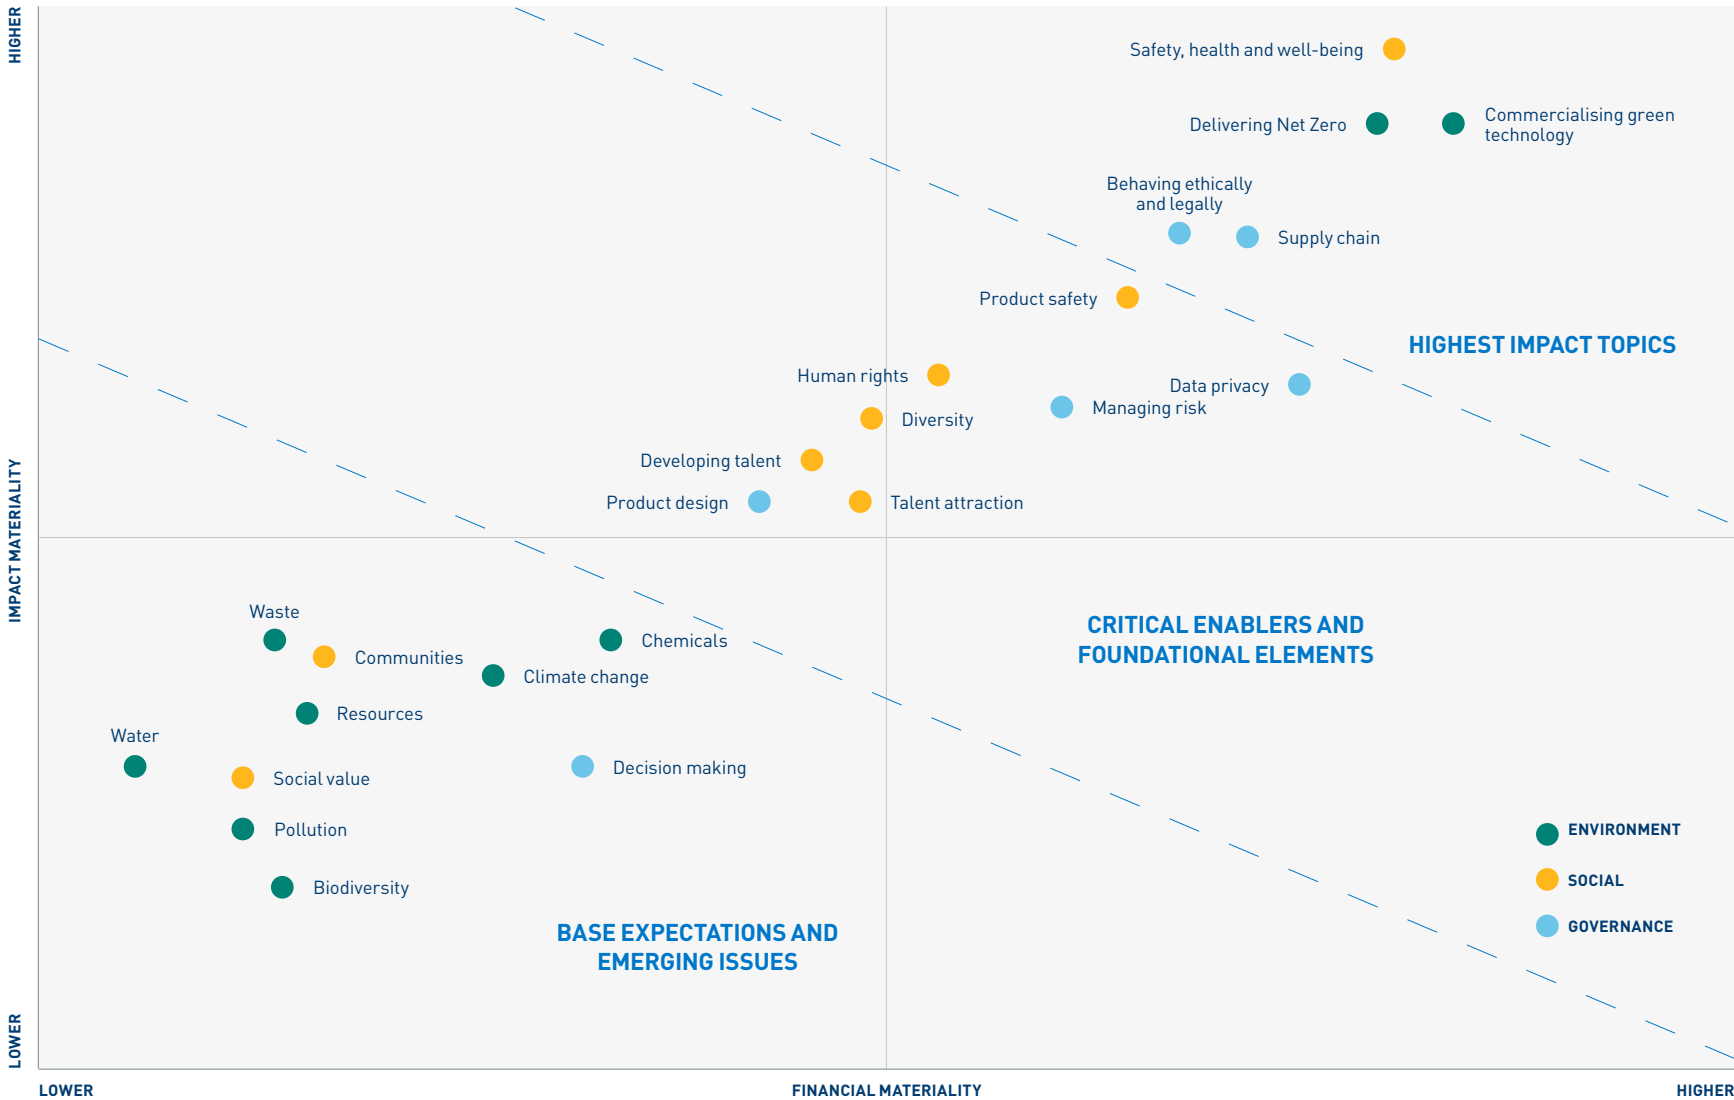 HIGHER
Safety, health and well-being
Delivering Net Zero
Commercialising green
technology
Behaving ethically
and legally
Supply chain
Product safety
HIGHEST IMPACT TOPICS
Human rights
Data privacy
Managing risk
Diversity
Developing talent
Product design
Talent attraction
IMPACT MATERIALITY
Waste
Communities
Chemicals
Climate change
CRITICAL ENABLERS AND
FOUNDATIONAL ELEMENTS
Resources
Water
Social value
Decision making
Pollution
Biodiversity
ENVIRONMENT
SOCIAL
GOVERNANCE
BASE EXPECTATIONS AND
EMERGING ISSUES
LOWER
LOWER
FINANCIAL MATERIALITY
HIGHER